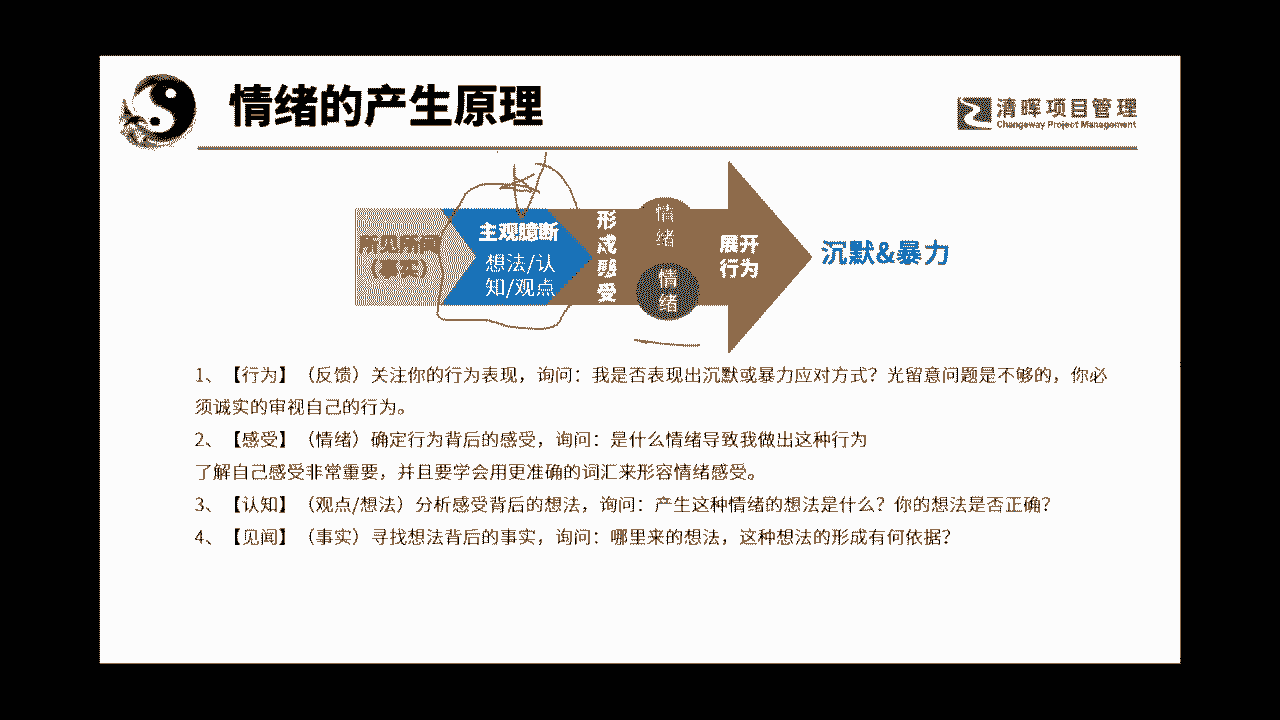 情绪的产生原理
清晖项目管理
Changeway Project Management
所见所闻
（事实）
主观臆断
想法/认
知/观点
形
成
感
受
情
绪
情
绪
展开
行为
沉默&暴力
1、【行为】（反馈）关注你的行为表现，询问：我是否表现出沉默或暴力应对方式？光留意问题是不够的，你必
须诚实的审视自己的行为。
2、【感受】（情绪）确定行为背后的感受，询问：是什么情绪导致我做出这种行为
了解自己感受非常重要，并且要学会用更准确的词汇来形容情绪感受。
3、【认知】（观点/想法）分析感受背后的想法，询问：产生这种情绪的想法是什么？你的想法是否正确？
4、【见闻】（事实）寻找想法背后的事实，询问：哪里来的想法，这种想法的形成有何依据？